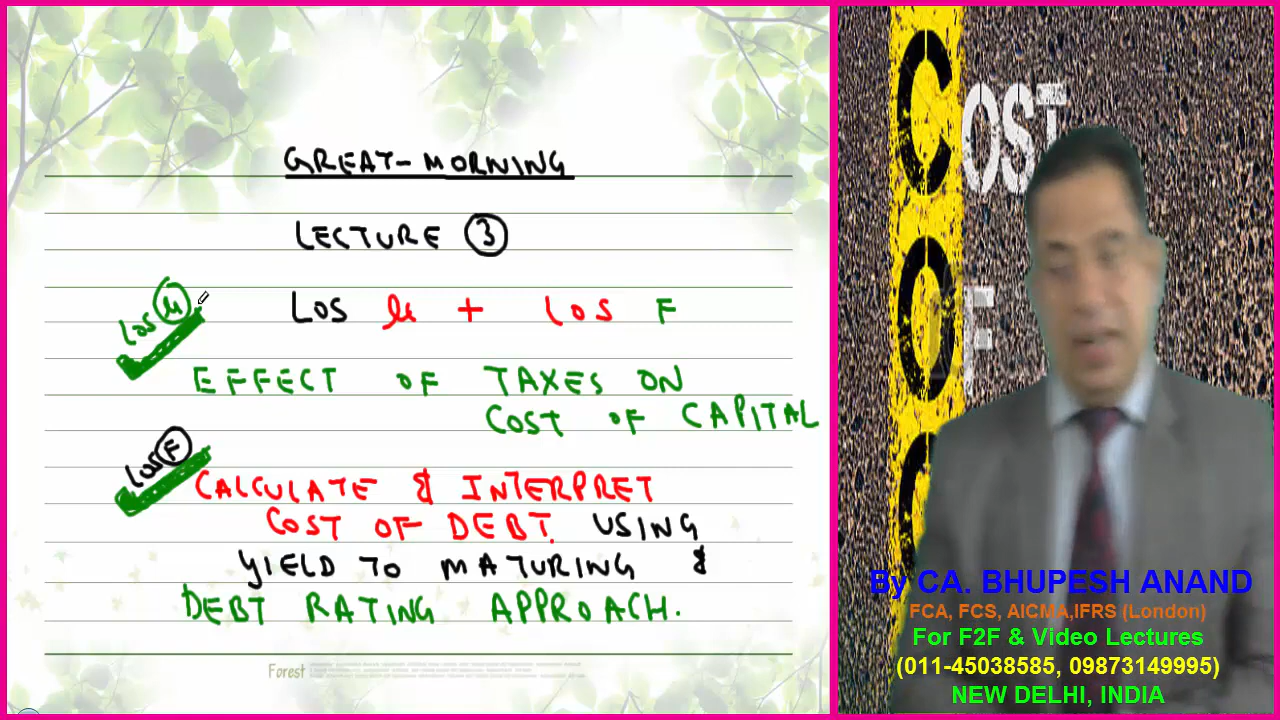 GREAT-MORNING
LECTURE 3
LOS
LOS + LOS F
EFFECT OF TAXES ON
COST OF CAPITAL
LOS F
CALCULATE & INTERPRET
COST OF DEBT. USING
YIELD TO MATURING &
DEBT RATING APPROACH.
Forest
COST
OF
C
By CA. BHUPESH ANAND
FCA, FCS, AICMA,IFRS (London)
For F2F & Video Lectures
(011-45038585, 09873149995)
NEW DELHI, INDIA